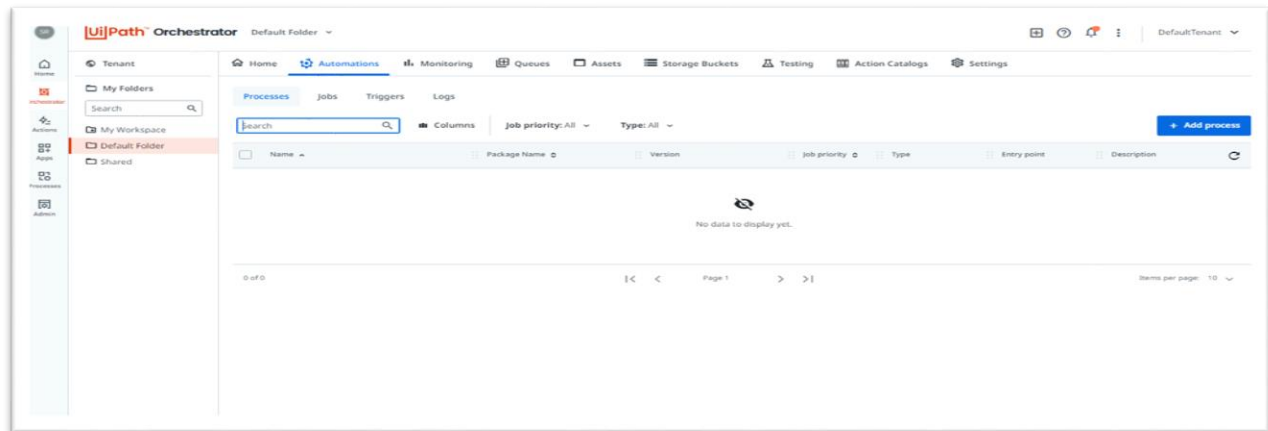 SR
UiPath™ Orchestrator Default Folder DefaultTenant
Home
Orchestrator
Actions
Apps
Processes
Admin
Tenant
My Folders
Search
My Workspace
Default Folder
Shared
Home Automations Monitoring Queues Assets Storage Buckets Testing Action Catalogs Settings
Processes Jobs Triggers Logs
Search Columns Job priority: All Type: All + Add process
Name Package Name Version Job priority Type Entry point Description
No data to display yet.
0 of 0 Page 1 Items per page: 10